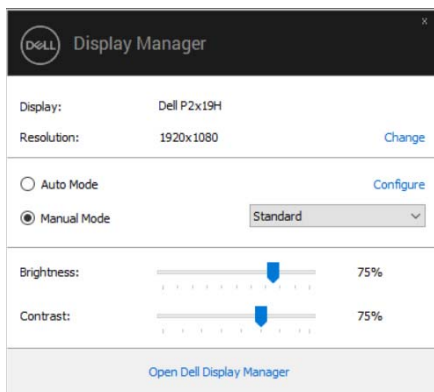 DELL Display Manager
x
Display: Dell P2x19H
Resolution: 1920x1080 Change
Auto Mode Configure
Manual Mode Standard
Brightness: 75%
Contrast: 75%
Open Dell Display Manager